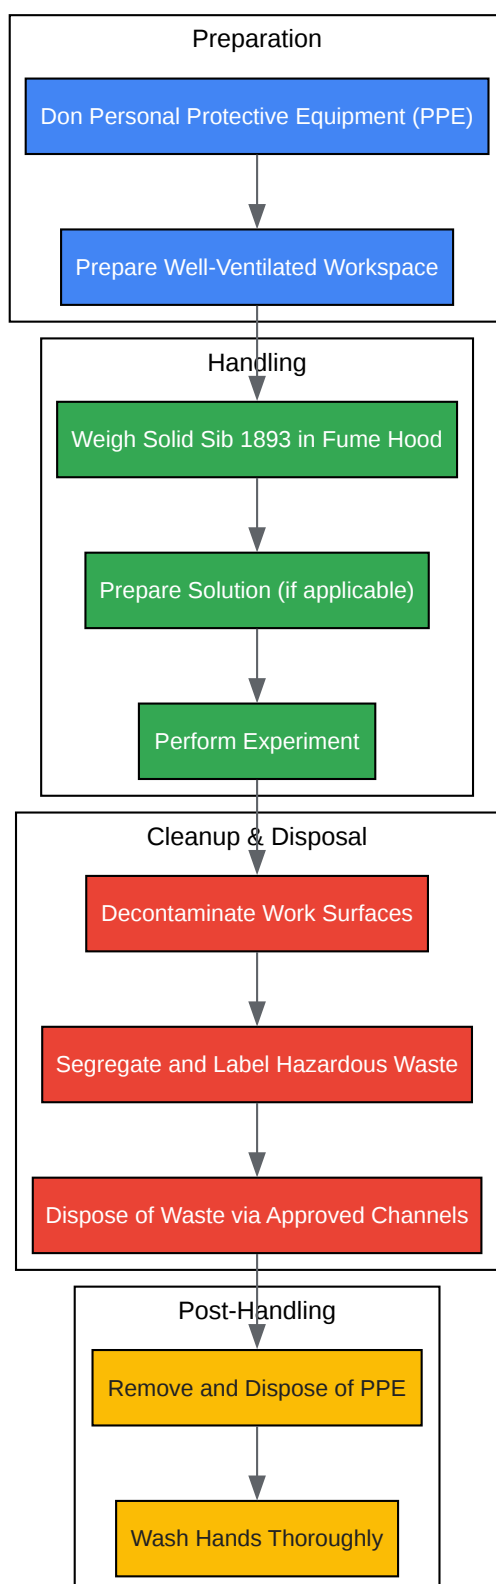 Preparation
Don Personal Protective Equipment (PPE)
Prepare Well-Ventilated Workspace
Handling
Weigh Solid Sib 1893 in Fume Hood
Prepare Solution (if applicable)
Perform Experiment
Cleanup & Disposal
Decontaminate Work Surfaces
Segregate and Label Hazardous Waste
Dispose of Waste via Approved Channels
Post-Handling
Remove and Dispose of PPE
Wash Hands Thoroughly